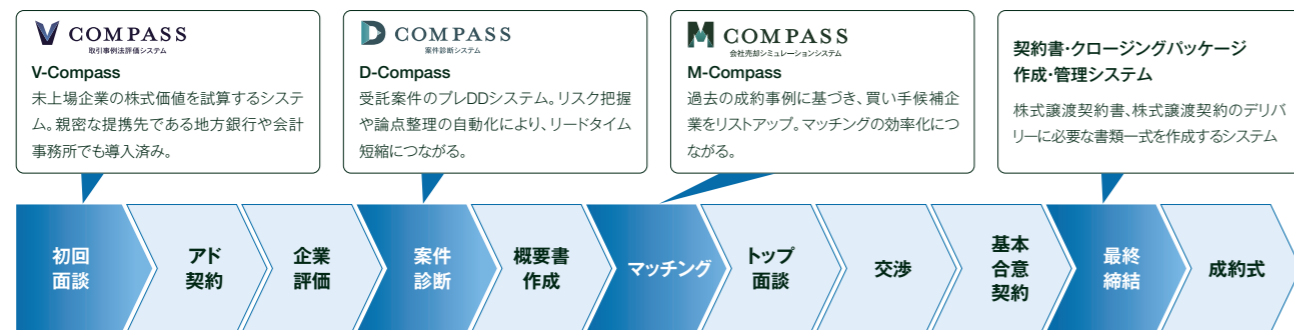 V COMPASS
取引事例法評価システム
V-Compass
未上場企業の株式価値を試算するシステ
ム。親密な提携先である地方銀行や会計
事務所でも導入済み。
D COMPASS
案件診断システム
D-Compass
受託案件のプレDDシステム。リスク把握
や論点整理の自動化により、リードタイム
短縮につながる。
M COMPASS
会社売却シミュレーションシステム
M-Compass
過去の成約事例に基づき、買い手候補企
業をリストアップ。マッチングの効率化につ
ながる。
契約書・クロージングパッケージ
作成・管理システム
株式譲渡契約書、株式譲渡契約のデリバ
リーに必要な書類一式を作成するシステム
初回
面談
アド
契約
企業
評価
案件
診断
概要書
作成
マッチング
トップ
面談
交渉
基本
合意
契約
最終
締結
成約式